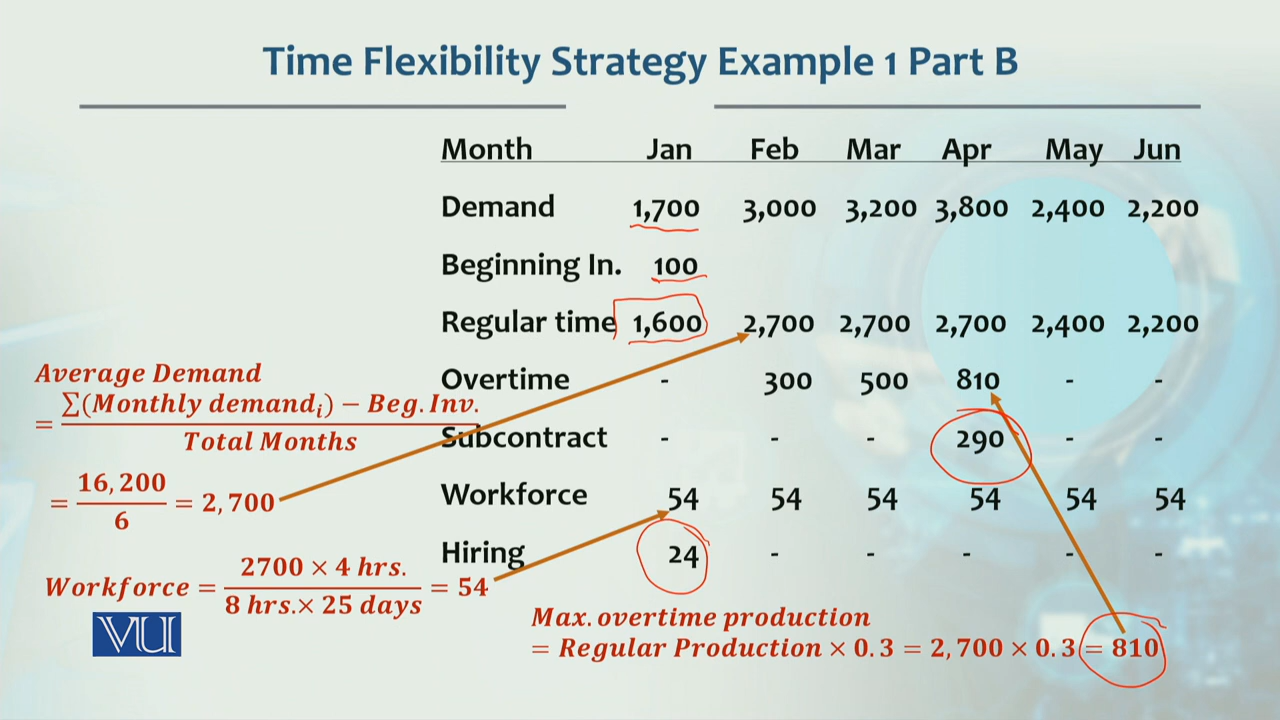 Time Flexibility Strategy Example 1 Part B
Month Jan Feb Mar Apr May Jun
Demand 1,700 3,000 3,200 3,800 2,400 2,200
Beginning In. 100
Regular time 1,600 2,700 2,700 2,700 2,400 2,200
Overtime - 300 500 810 - -
Subcontract - - - 290 - -
Workforce 54 54 54 54 54 54
Hiring 24 - - - - -
Average Demand
= ∑(Monthly demandᵢ) − Beg. Inv.
Total Months
= 16,200 / 6 = 2,700
Workforce = 2700 × 4 hrs. / 8 hrs.× 25 days = 54
Max. overtime production
= Regular Production × 0.3 = 2,700 × 0.3 = 810
VU